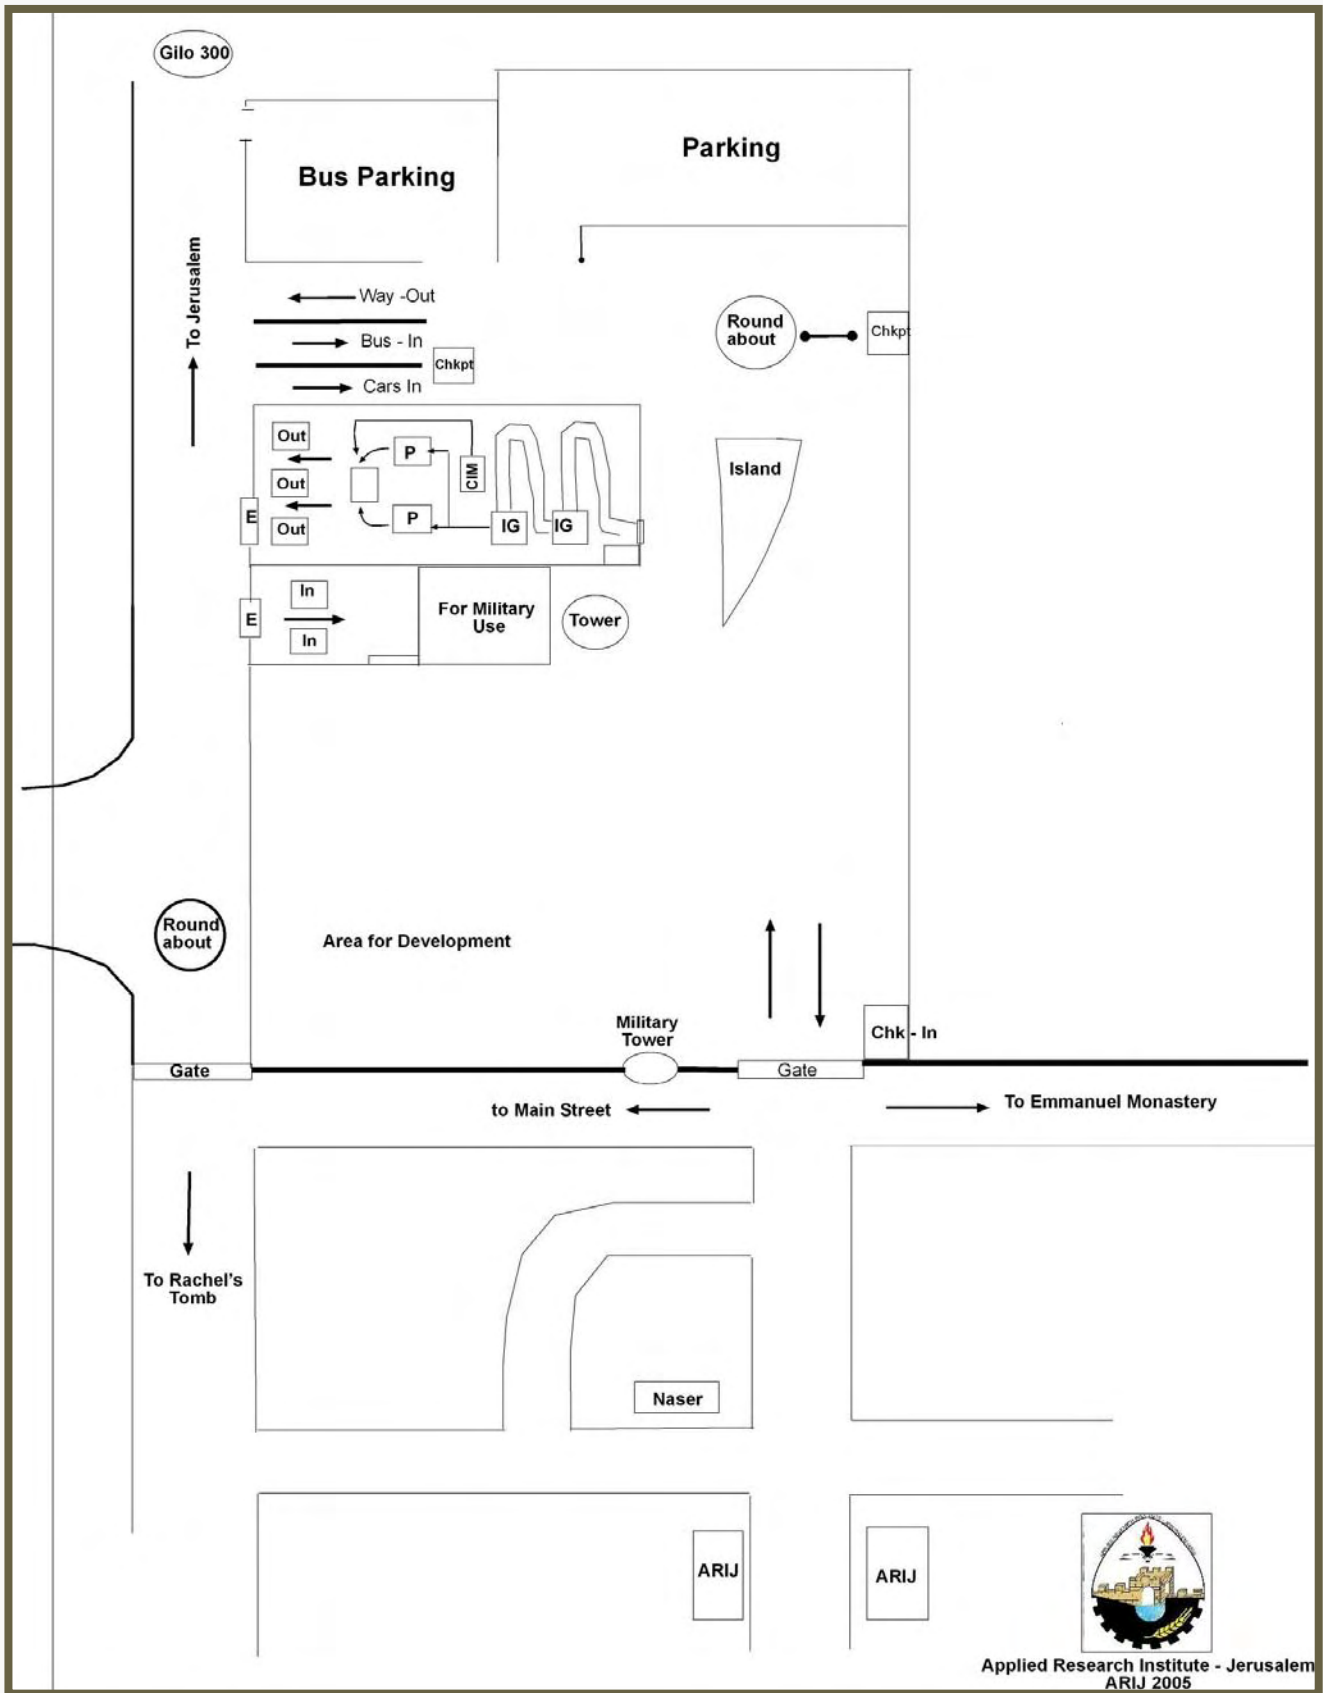 Gilo 300
Parking
Bus Parking
To Jerusalem
Way -Out
Bus - In
Chkpt
Cars In
Round
about
Chkpt
Out
Out
Out
E
P
P
CIM
IG
IG
Island
In
In
E
For Military
Use
Tower
Round
about
Area for Development
Military
Tower
Chk - In
Gate
Gate
to Main Street
To Emmanuel Monastery
To Rachel's
Tomb
Naser
ARIJ
ARIJ
Applied Research Institute - Jerusalem
ARIJ 2005